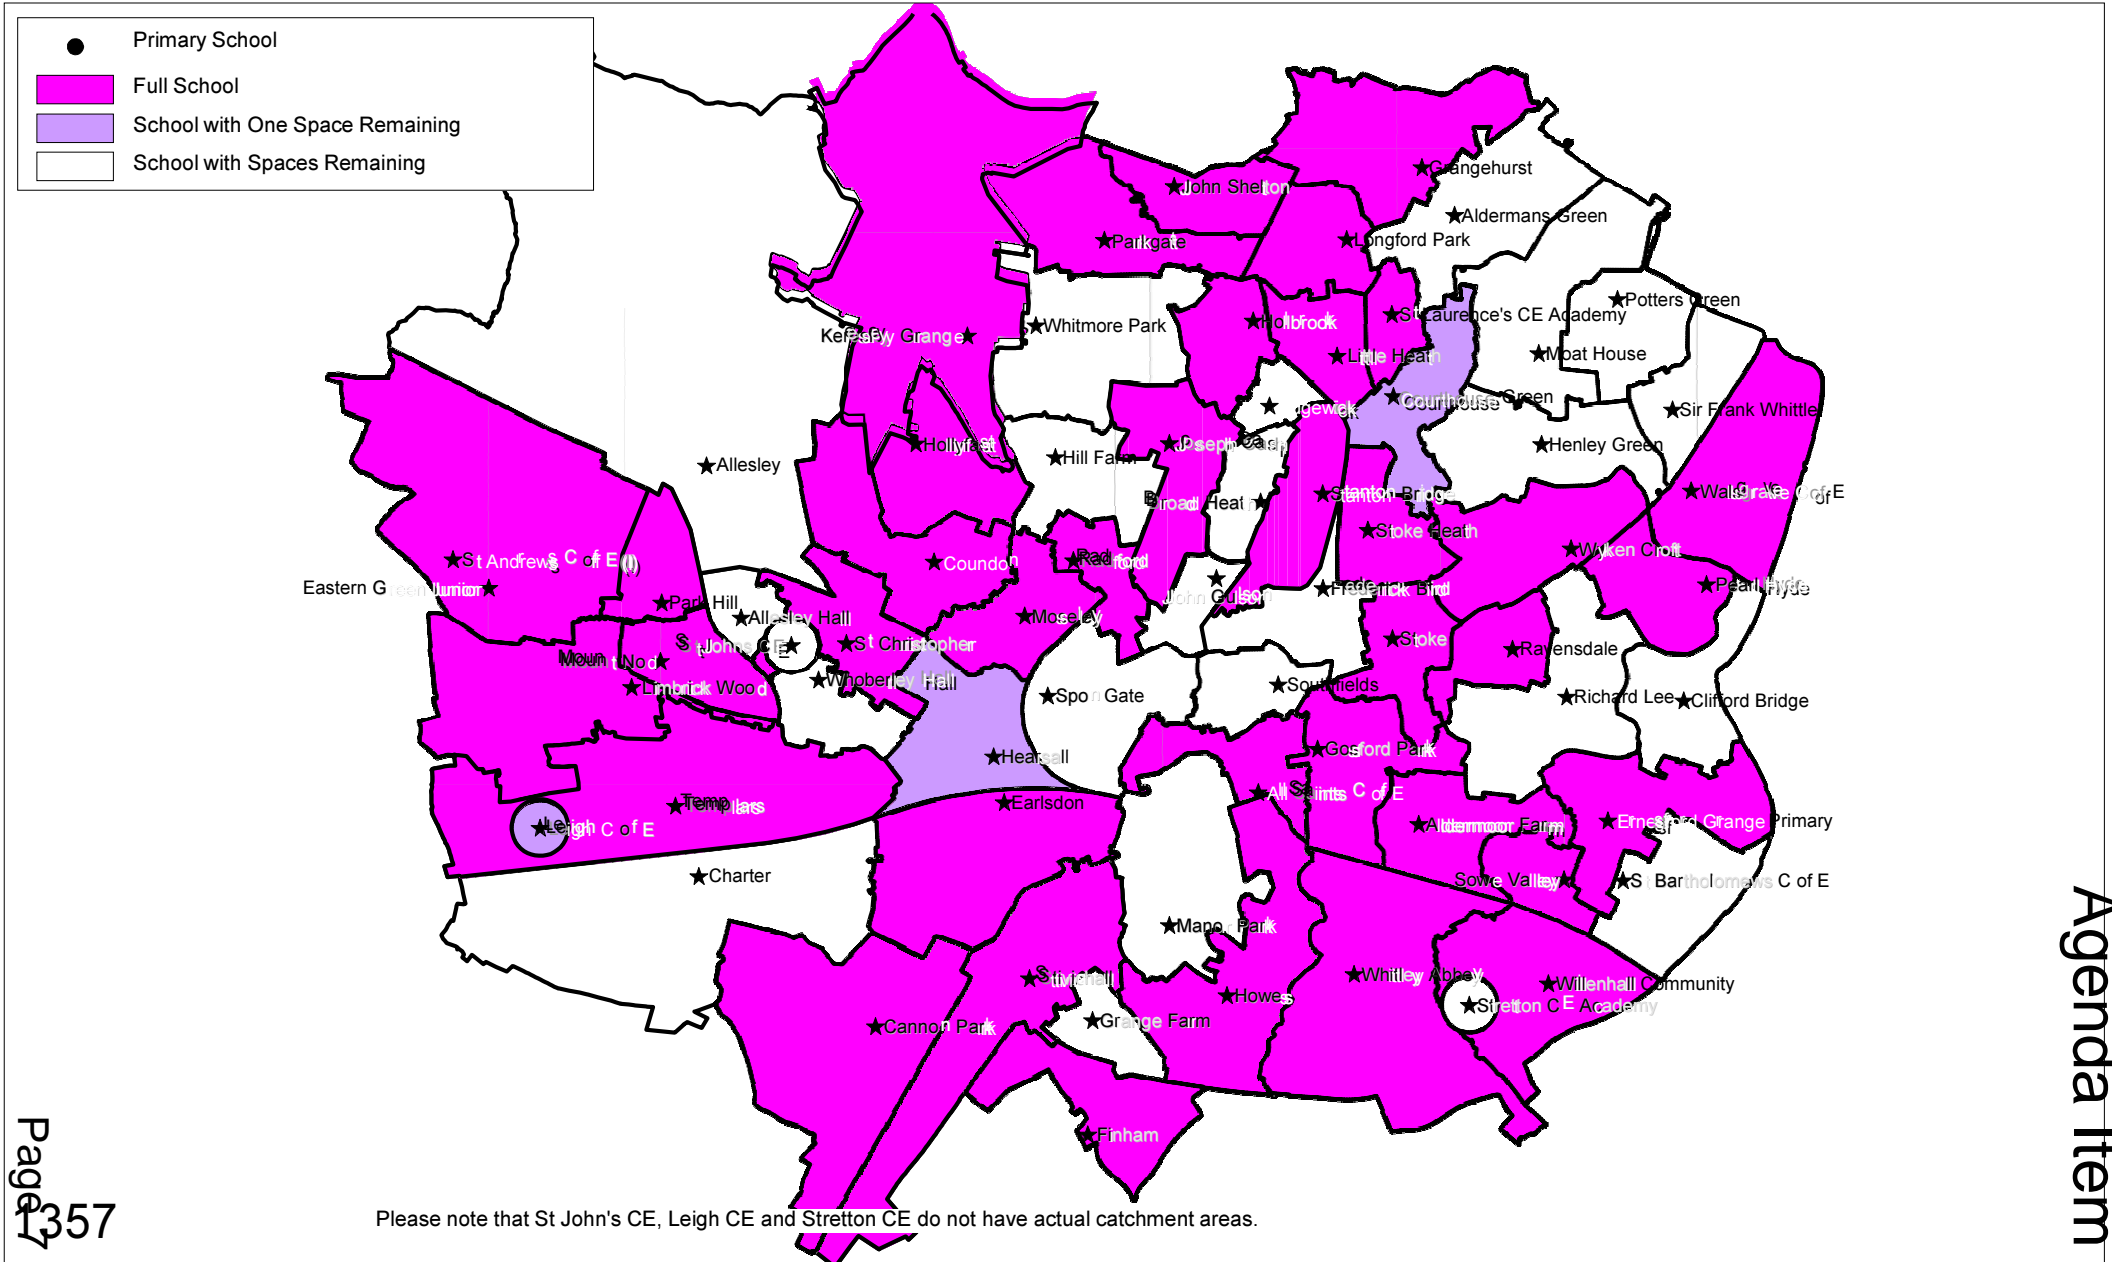 Primary School
Full School
School with One Space Remaining
School with Spaces Remaining
Grangehurst
John Shelton
Aldermans Green
Parkgate
Longford Park
Potters Green
St Laurence's CE Academy
Holbrook
Whitmore Park
Keresley Grange
Little Heath
Moat House
Courthouse Green
Sir Frank Whittle
Hollyfast
Joseph Cash
Henley Green
Hill Farm
Allesley
Walsgrave C of E
Stanton Bridge
Broad Heath
Stoke Heath
Wyken Croft
St Andrews C of E (I)
Coundon
Radford
Eastern Green Junior
John Gulson
Frederick Bird
Pearl Hyde
Park Hill
Allesley Hall
Moseley
Stoke
St Johns CE
St Christopher
Ravensdale
Mount Nod
Limbrick Wood
Whoberley Hall
Southfields
Spon Gate
Richard Lee
Clifford Bridge
Hearsall
Gosford Park
Earlsdon
All Saints C of E
Templars
Leigh C of E
Aldermoor Farm
Ernesford Grange Primary
Charter
Sowe Valley
St Bartholomews C of E
Manor Park
Stivichall
Whitley Abbey
Willenhall Community
Howes
Stretton CE Academy
Cannon Park
Grange Farm
Finham
Please note that St John's CE, Leigh CE and Stretton CE do not have actual catchment areas.
Page 7
1357
Agenda Item